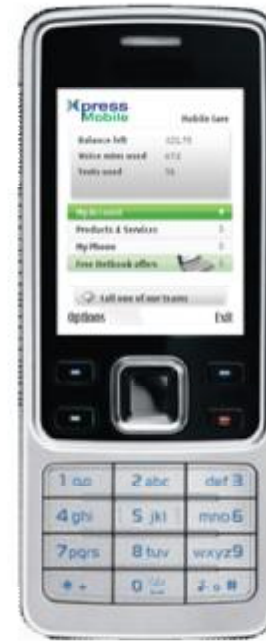 Xpress
Mobile
Mobile Care
Balance left
Voice mins used
Texts used
My Account
Products & Services
My Phone
Free Netbook offers
Call one of our teams
Options Exit
1 2 abc def 3
4 ghi 5 jkl mno 6
7 pqrs 8 tuv wxyz 9
* + 0 #